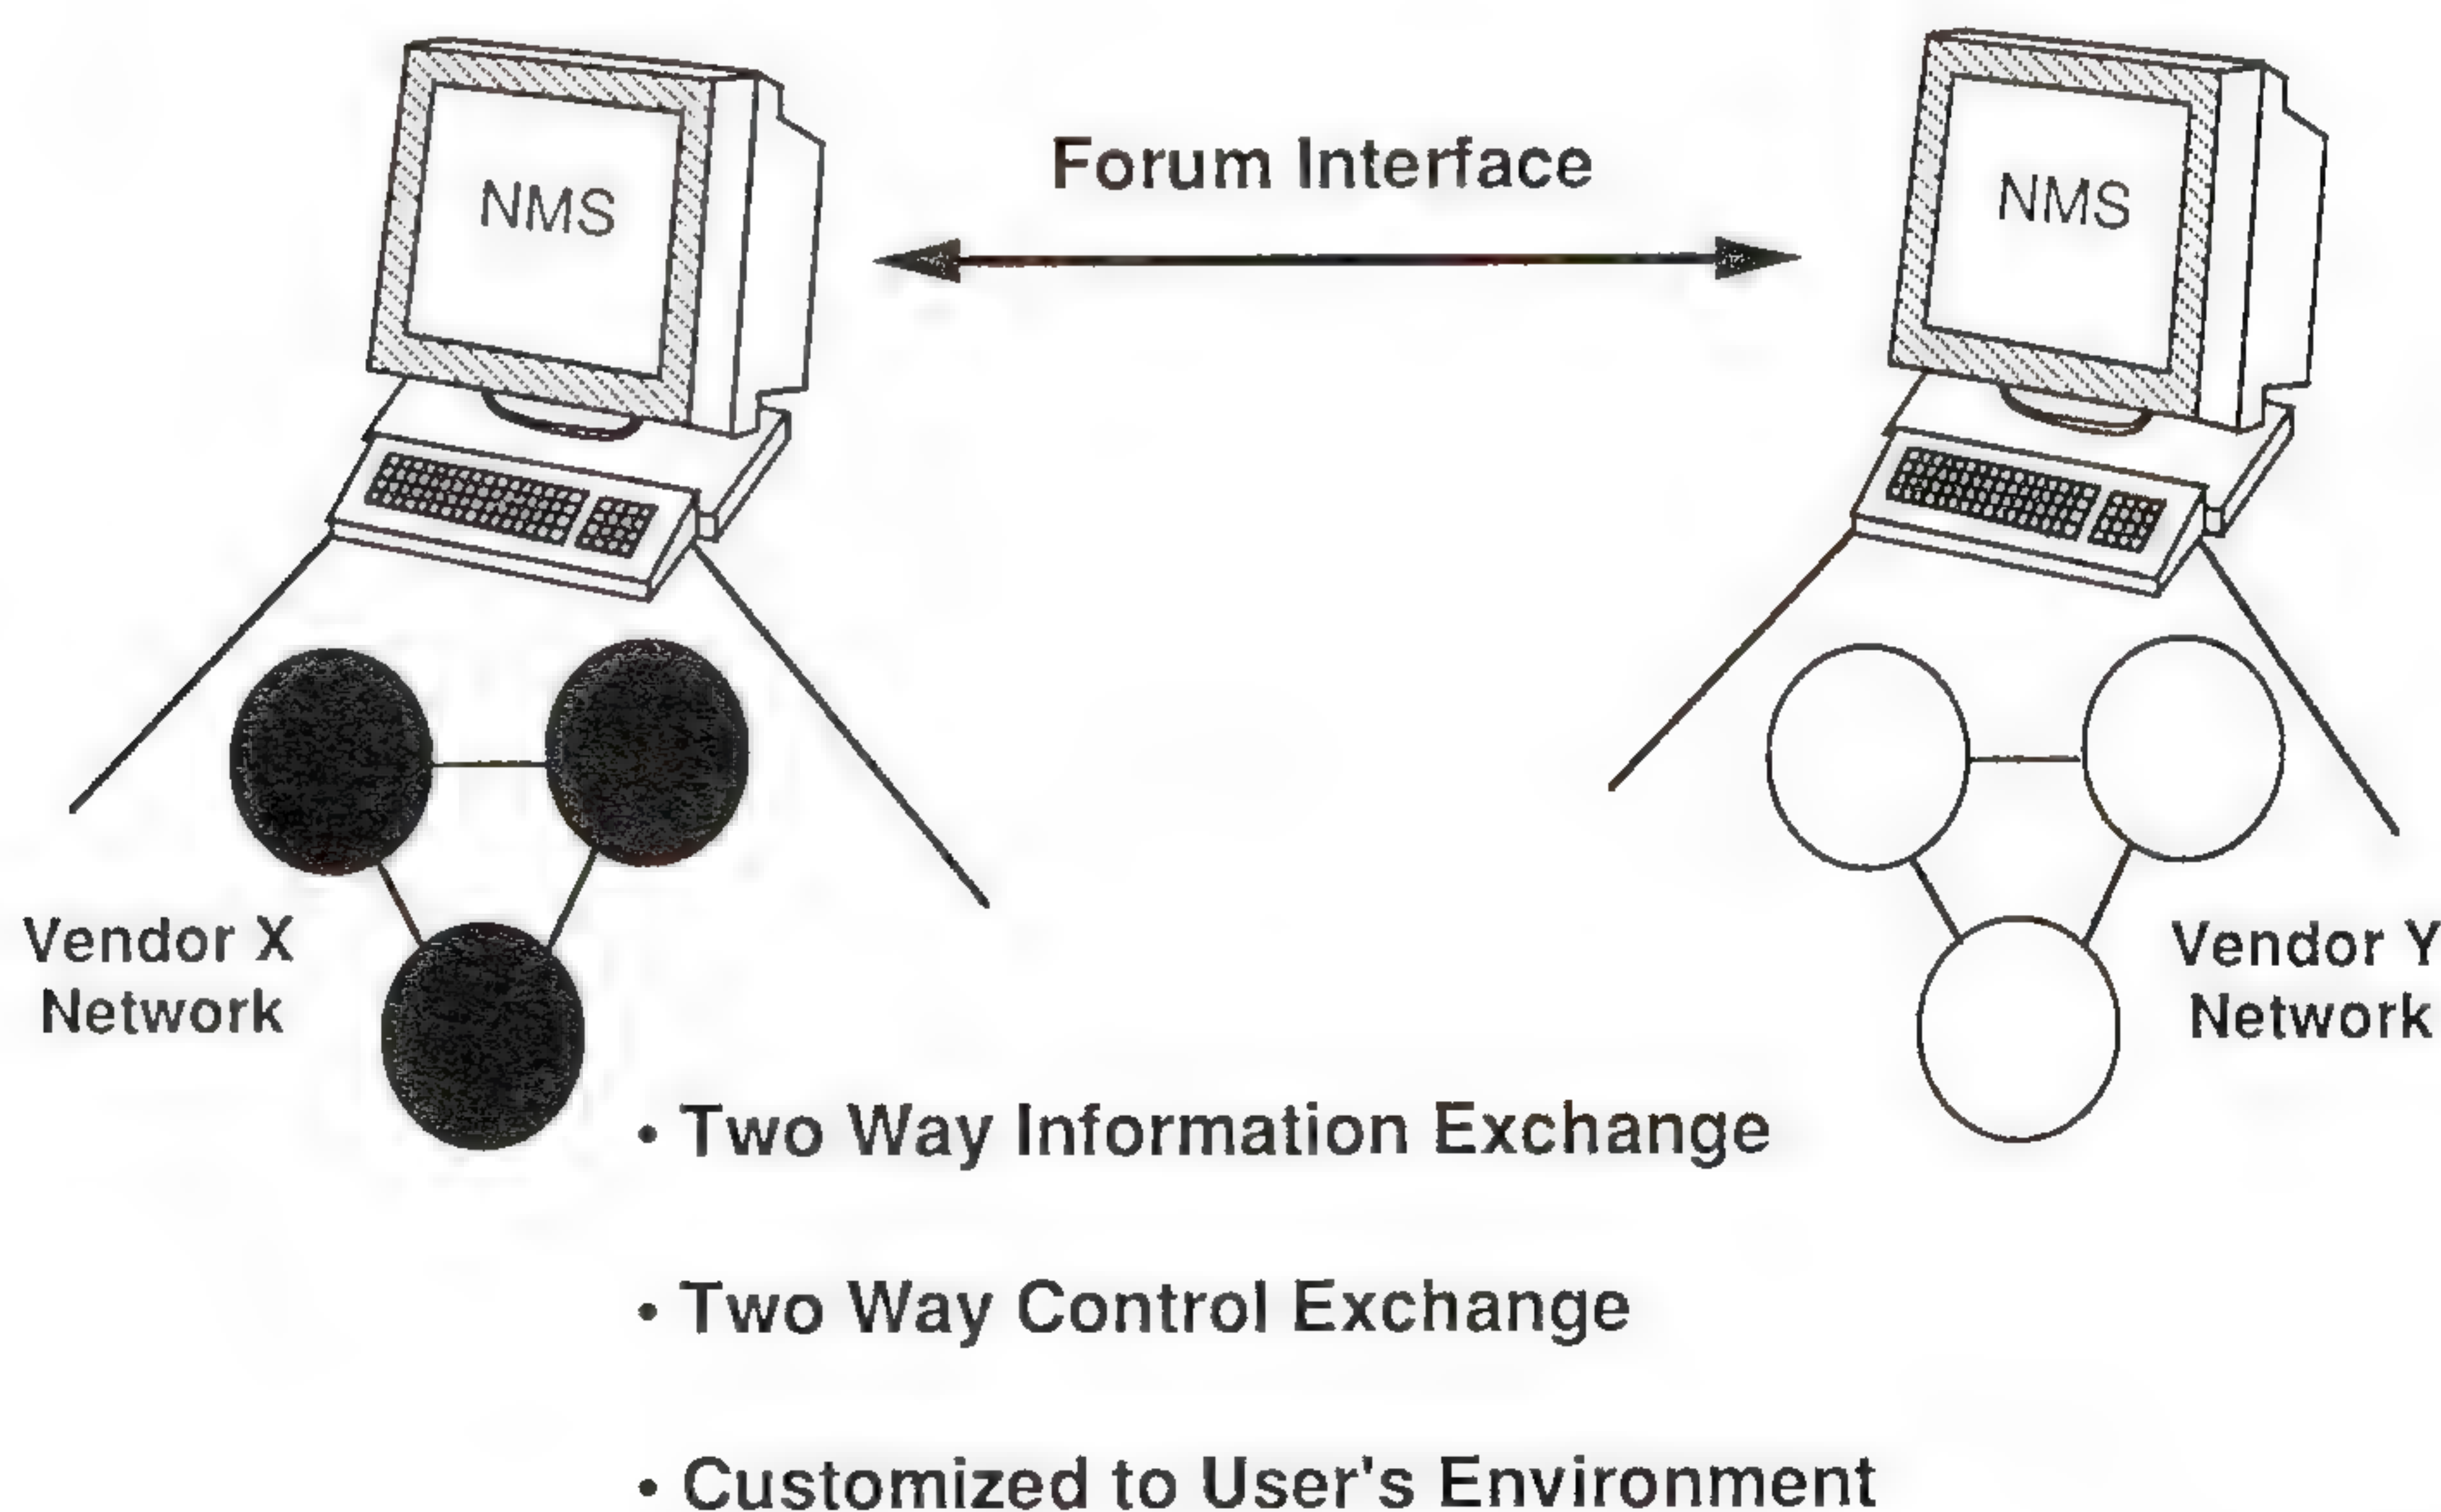 NMS
Forum Interface
NMS
Vendor X
Network
Vendor Y
Network
• Two Way Information Exchange
• Two Way Control Exchange
• Customized to User's Environment